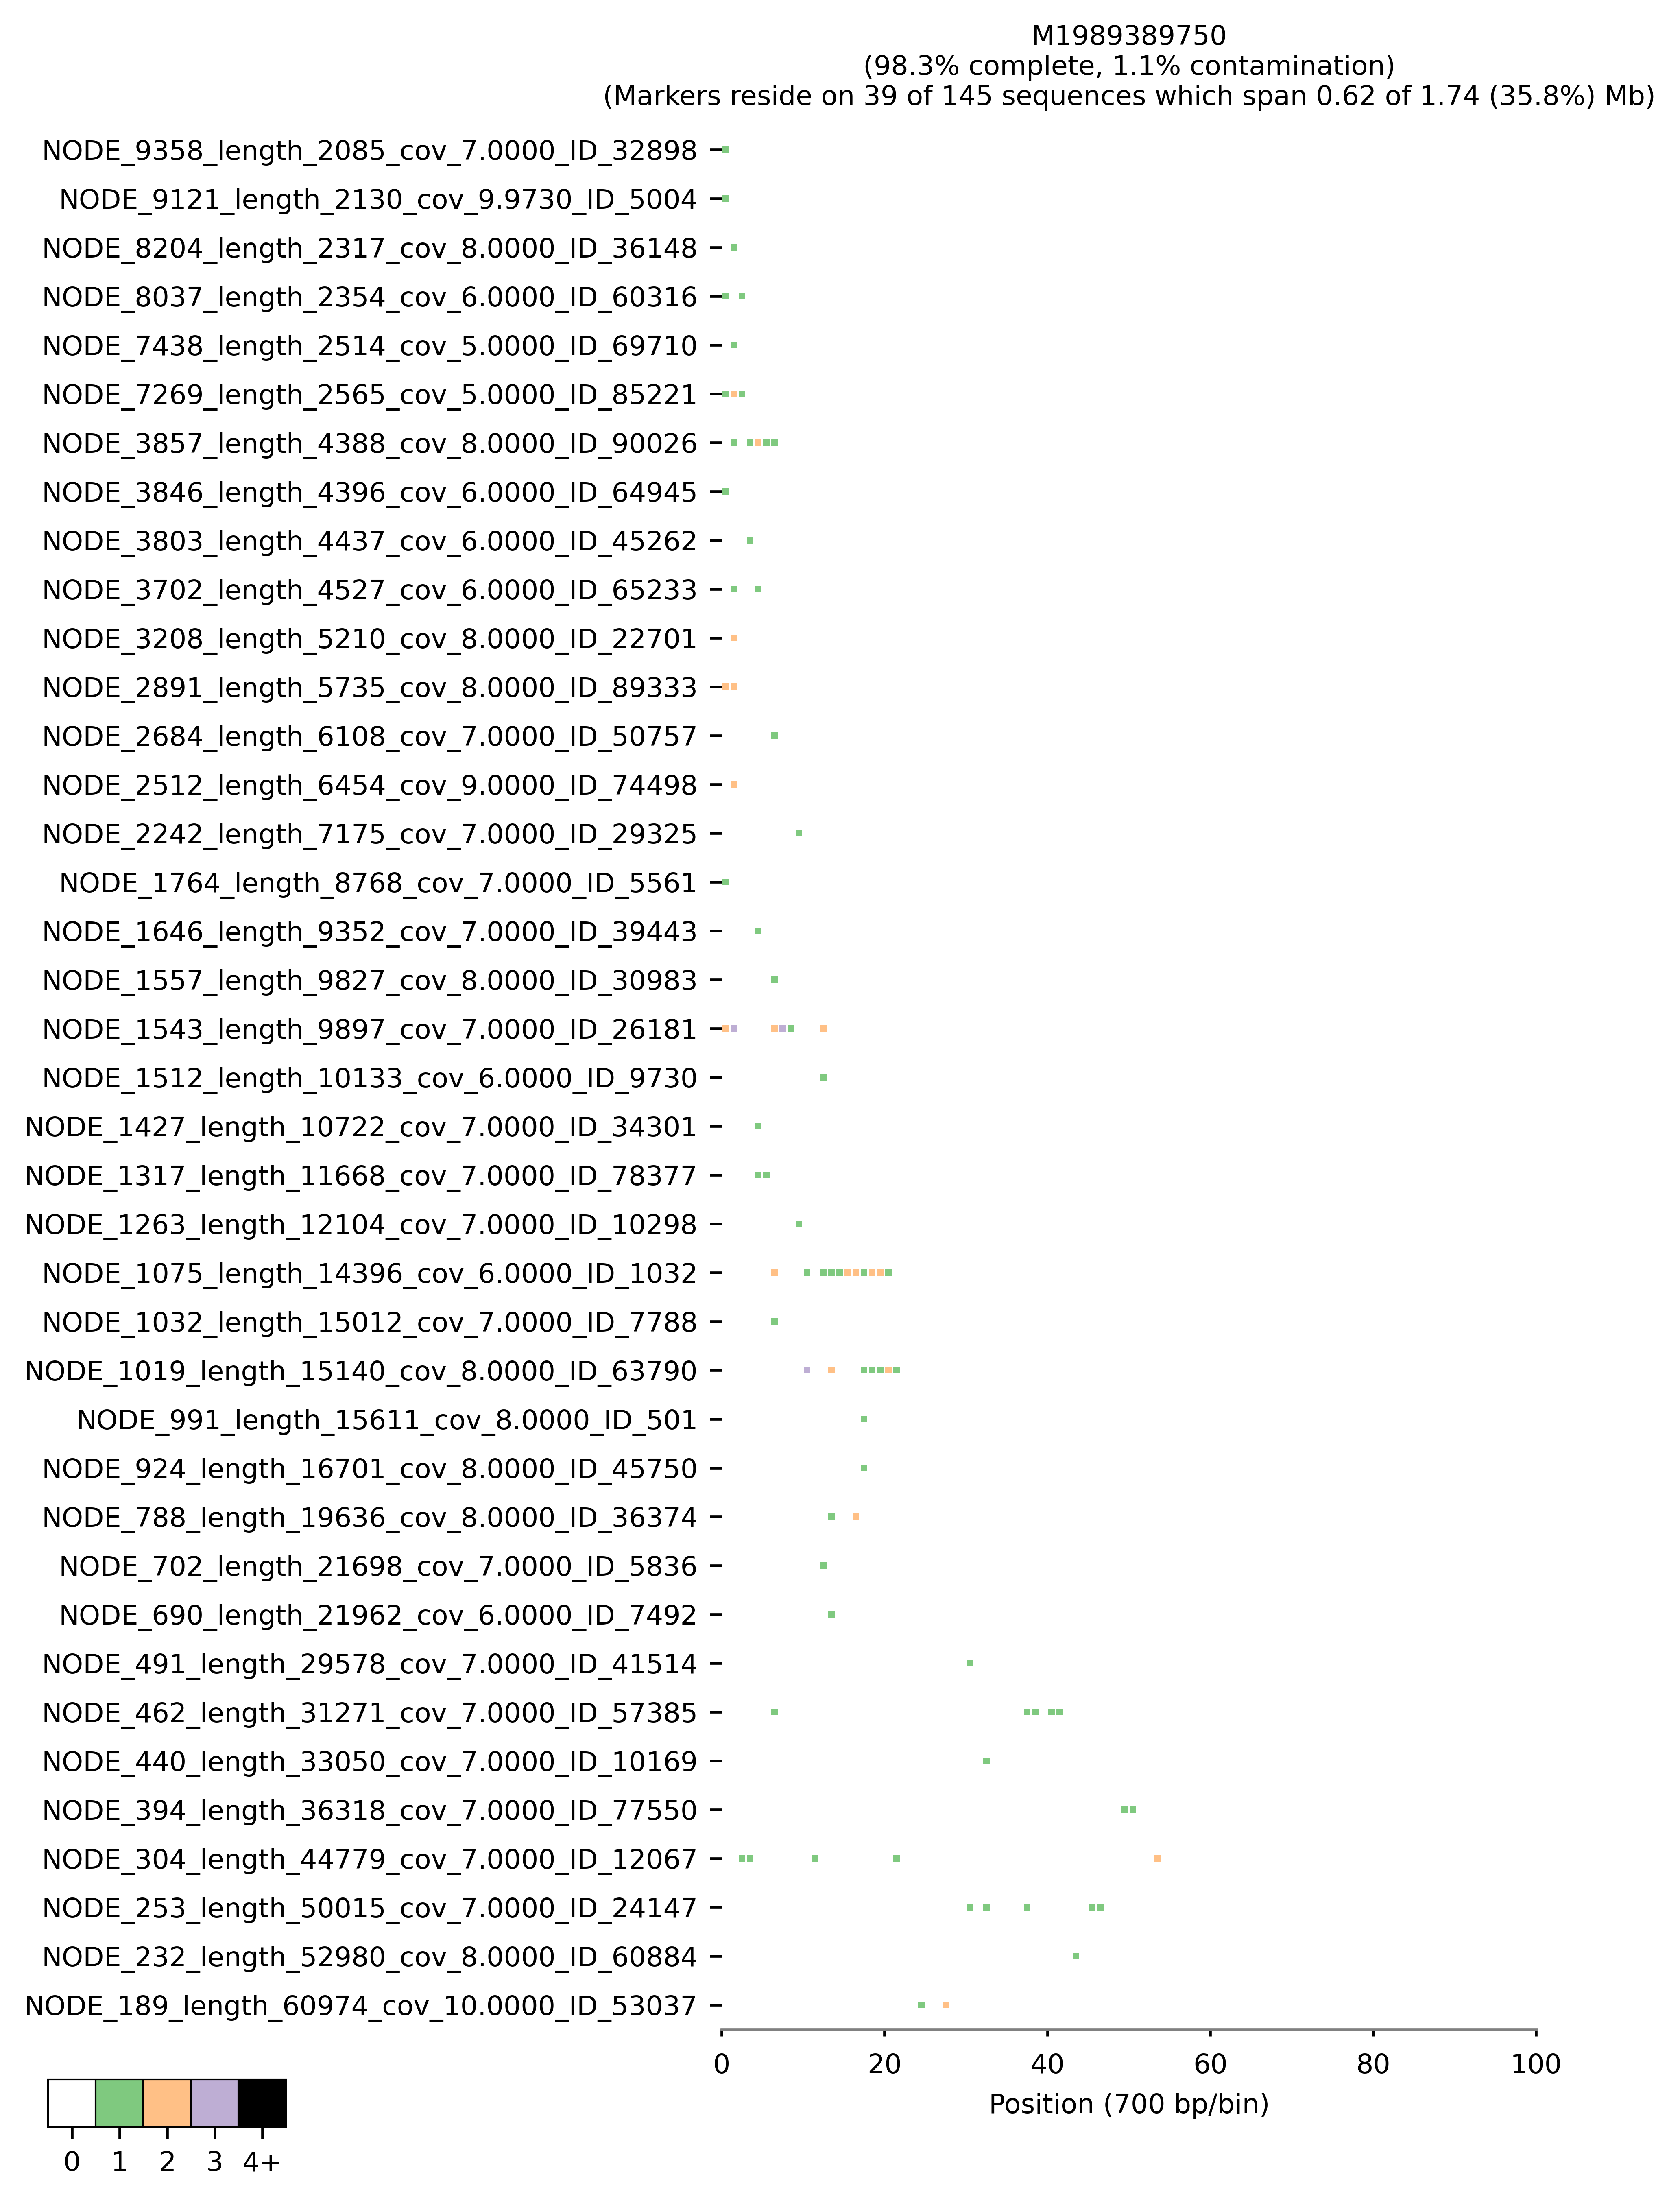 M1989389750
(98.3% complete, 1.1% contamination)
(Markers reside on 39 of 145 sequences which span 0.62 of 1.74 (35.8%) Mb)
NODE_9358_length_2085_cov_7.0000_ID_32898
NODE_9121_length_2130_cov_9.9730_ID_5004
NODE_8204_length_2317_cov_8.0000_ID_36148
NODE_8037_length_2354_cov_6.0000_ID_60316
NODE_7438_length_2514_cov_5.0000_ID_69710
NODE_7269_length_2565_cov_5.0000_ID_85221
NODE_3857_length_4388_cov_8.0000_ID_90026
NODE_3846_length_4396_cov_6.0000_ID_64945
NODE_3803_length_4437_cov_6.0000_ID_45262
NODE_3702_length_4527_cov_6.0000_ID_65233
NODE_3208_length_5210_cov_8.0000_ID_22701
NODE_2891_length_5735_cov_8.0000_ID_89333
NODE_2684_length_6108_cov_7.0000_ID_50757
NODE_2512_length_6454_cov_9.0000_ID_74498
NODE_2242_length_7175_cov_7.0000_ID_29325
NODE_1764_length_8768_cov_7.0000_ID_5561
NODE_1646_length_9352_cov_7.0000_ID_39443
NODE_1557_length_9827_cov_8.0000_ID_30983
NODE_1543_length_9897_cov_7.0000_ID_26181
NODE_1512_length_10133_cov_6.0000_ID_9730
NODE_1427_length_10722_cov_7.0000_ID_34301
NODE_1317_length_11668_cov_7.0000_ID_78377
NODE_1263_length_12104_cov_7.0000_ID_10298
NODE_1075_length_14396_cov_6.0000_ID_1032
NODE_1032_length_15012_cov_7.0000_ID_7788
NODE_1019_length_15140_cov_8.0000_ID_63790
NODE_991_length_15611_cov_8.0000_ID_501
NODE_924_length_16701_cov_8.0000_ID_45750
NODE_788_length_19636_cov_8.0000_ID_36374
NODE_702_length_21698_cov_7.0000_ID_5836
NODE_690_length_21962_cov_6.0000_ID_7492
NODE_491_length_29578_cov_7.0000_ID_41514
NODE_462_length_31271_cov_7.0000_ID_57385
NODE_440_length_33050_cov_7.0000_ID_10169
NODE_394_length_36318_cov_7.0000_ID_77550
NODE_304_length_44779_cov_7.0000_ID_12067
NODE_253_length_50015_cov_7.0000_ID_24147
NODE_232_length_52980_cov_8.0000_ID_60884
NODE_189_length_60974_cov_10.0000_ID_53037
0 20 40 60 80 100
Position (700 bp/bin)
0 1 2 3 4+